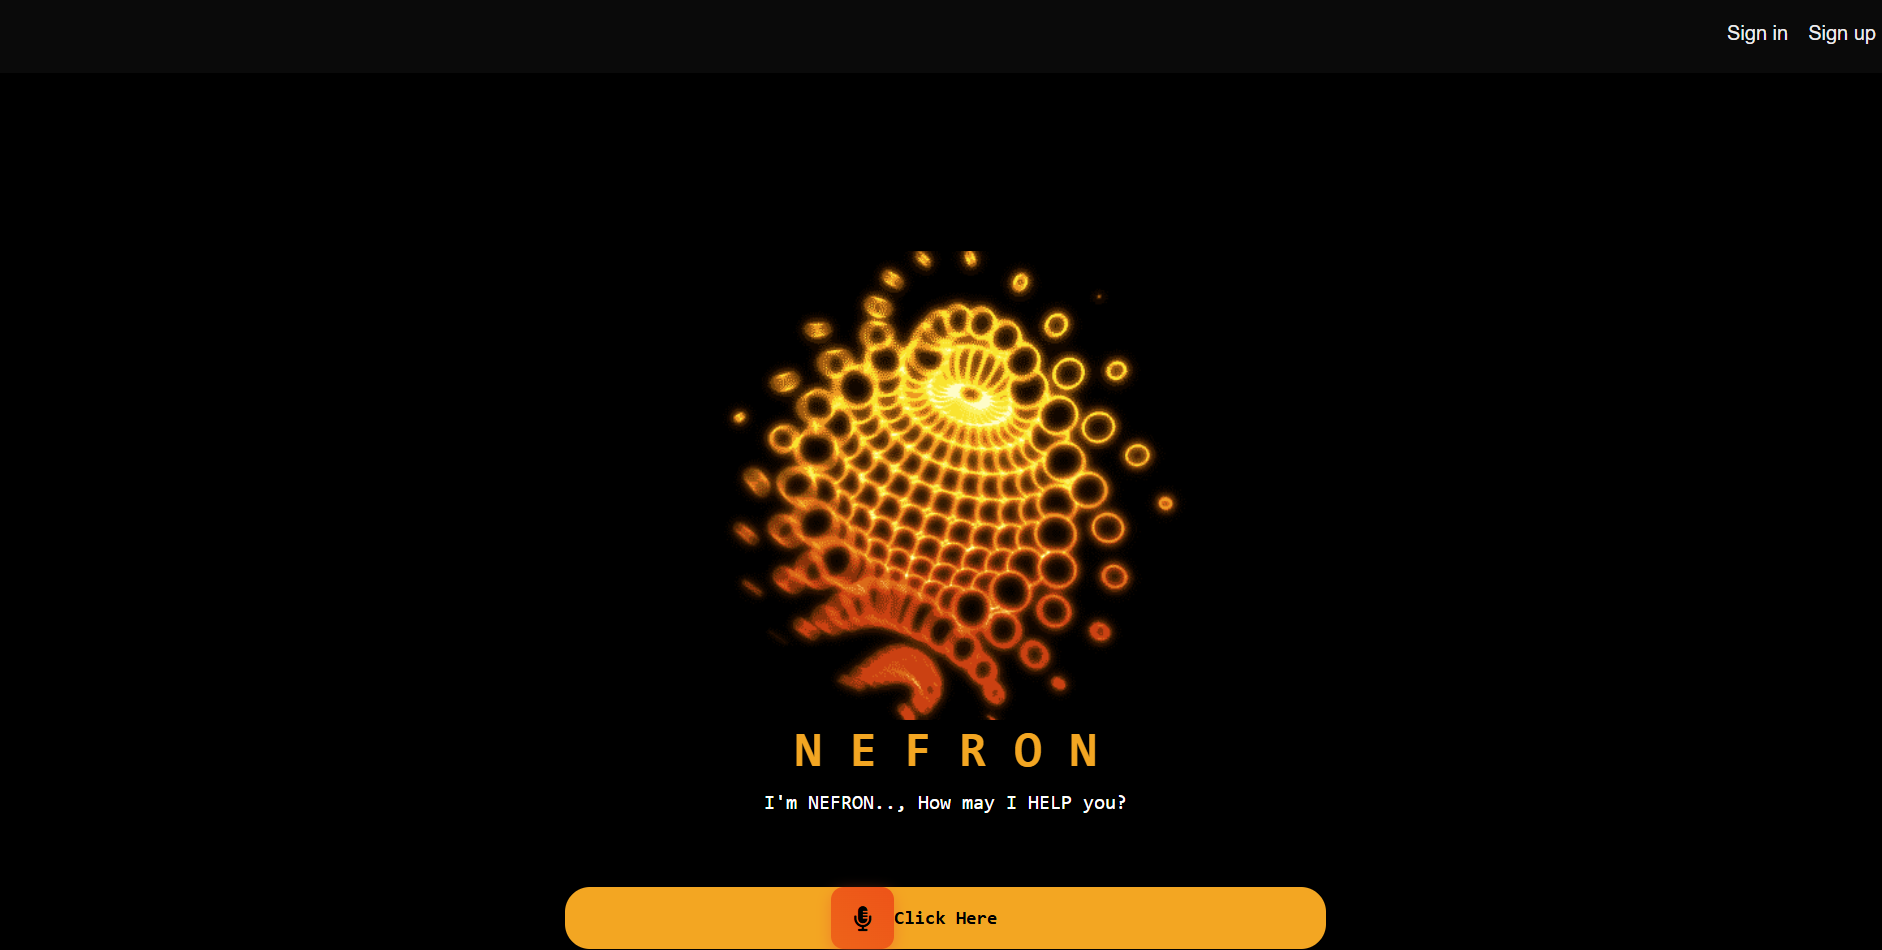 Sign in Sign up
N E F R O N
I'm NEFRON.., How may I HELP you?
Click Here